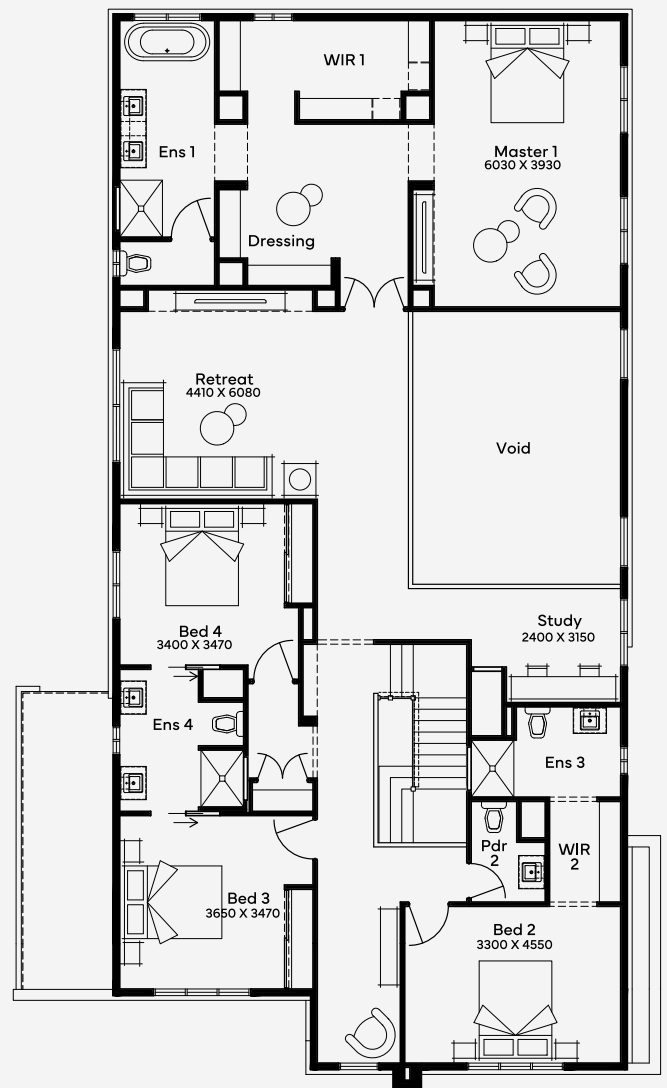 WIR 1
Ens 1
Master 1
6030 X 3930
Dressing
Retreat
4410 X 6080
Void
Bed 4
3400 X 3470
Study
2400 X 3150
Ens 4
Ens 3
Pdr
2
WIR
2
Bed 3
3650 X 3470
Bed 2
3300 X 4550